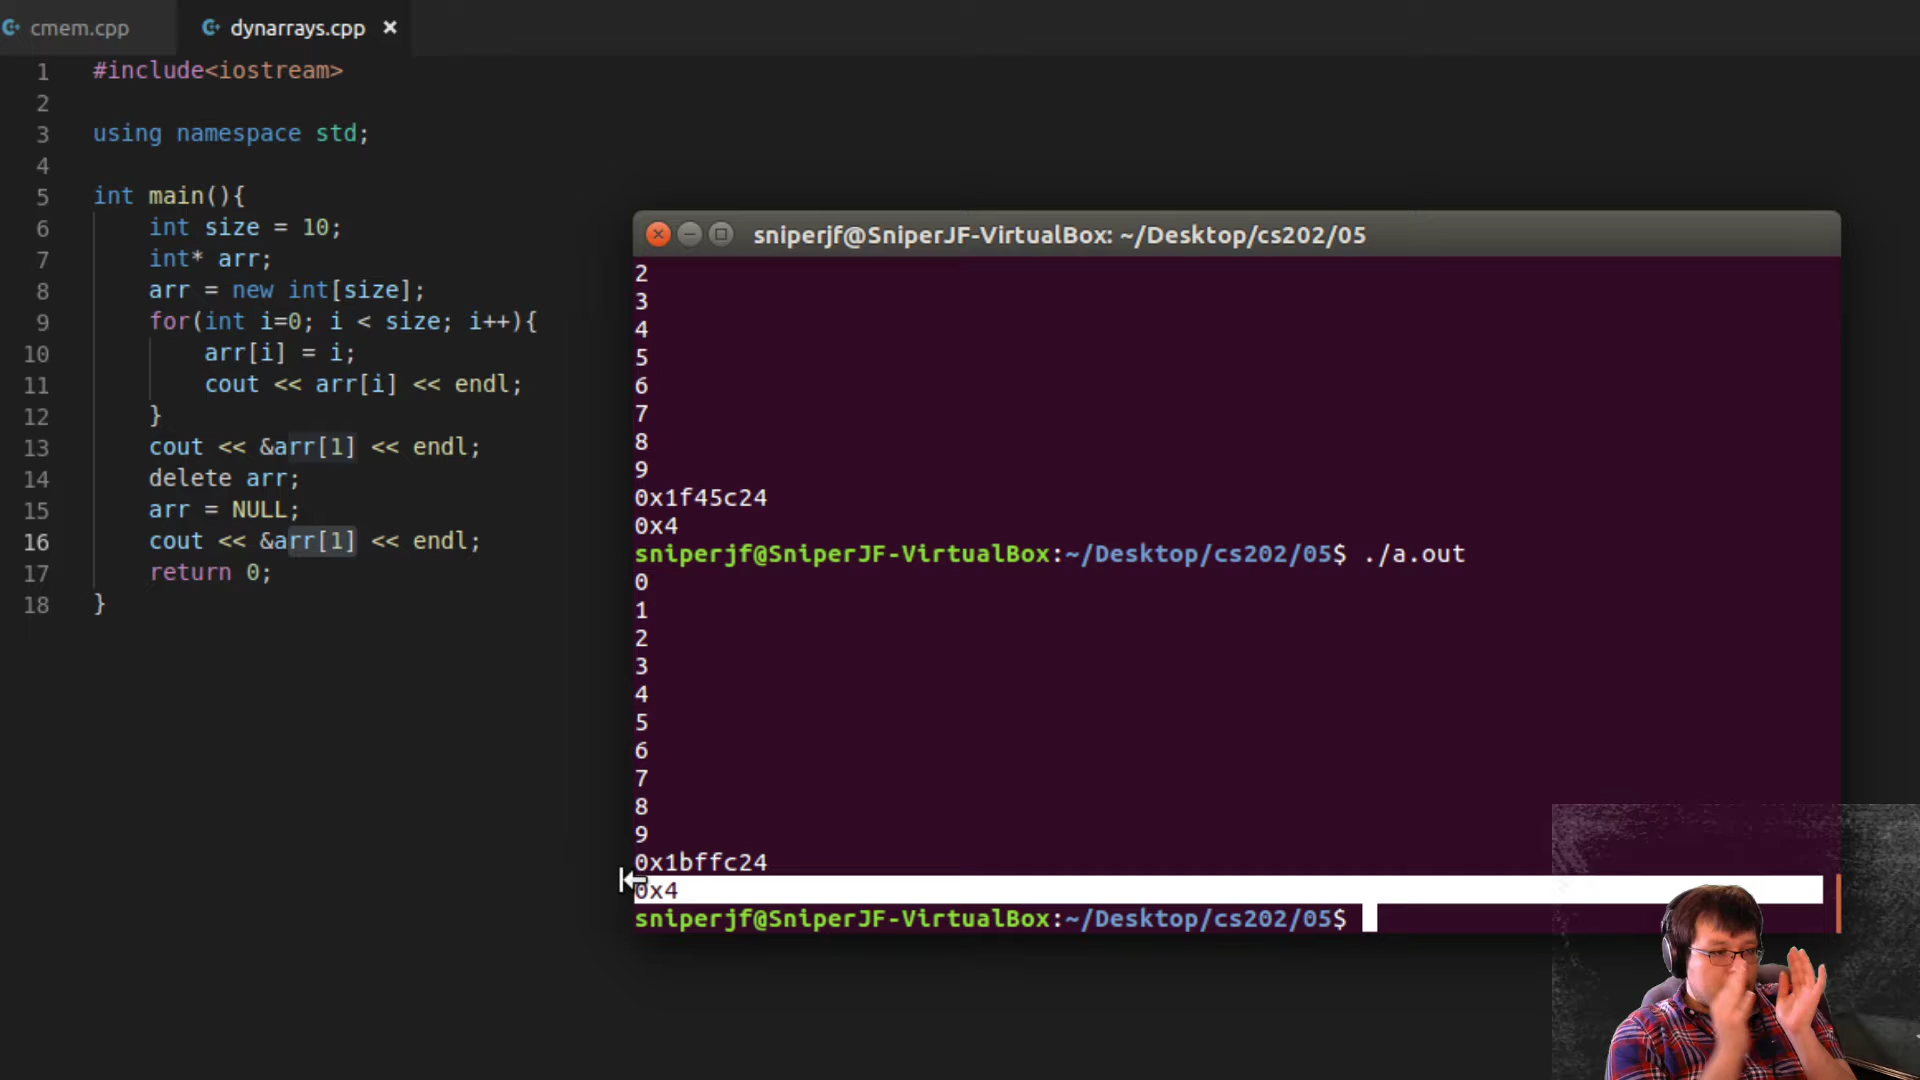 cmem.cpp
dynarrays.cpp ×
1 #include<iostream>
2
3 using namespace std;
4
5 int main(){
6 int size = 10;
7 int* arr;
8 arr = new int[size];
9 for(int i=0; i < size; i++){
10 arr[i] = i;
11 cout << arr[i] << endl;
12 }
13 cout << &arr[1] << endl;
14 delete arr;
15 arr = NULL;
16 cout << &arr[1] << endl;
17 return 0;
18 }
sniperjf@SniperJF-VirtualBox: ~/Desktop/cs202/05
2
3
4
5
6
7
8
9
0x1f45c24
0x4
sniperjf@SniperJF-VirtualBox:~/Desktop/cs202/05$ ./a.out
0
1
2
3
4
5
6
7
8
9
0x1bffc24
0x4
sniperjf@SniperJF-VirtualBox:~/Desktop/cs202/05$